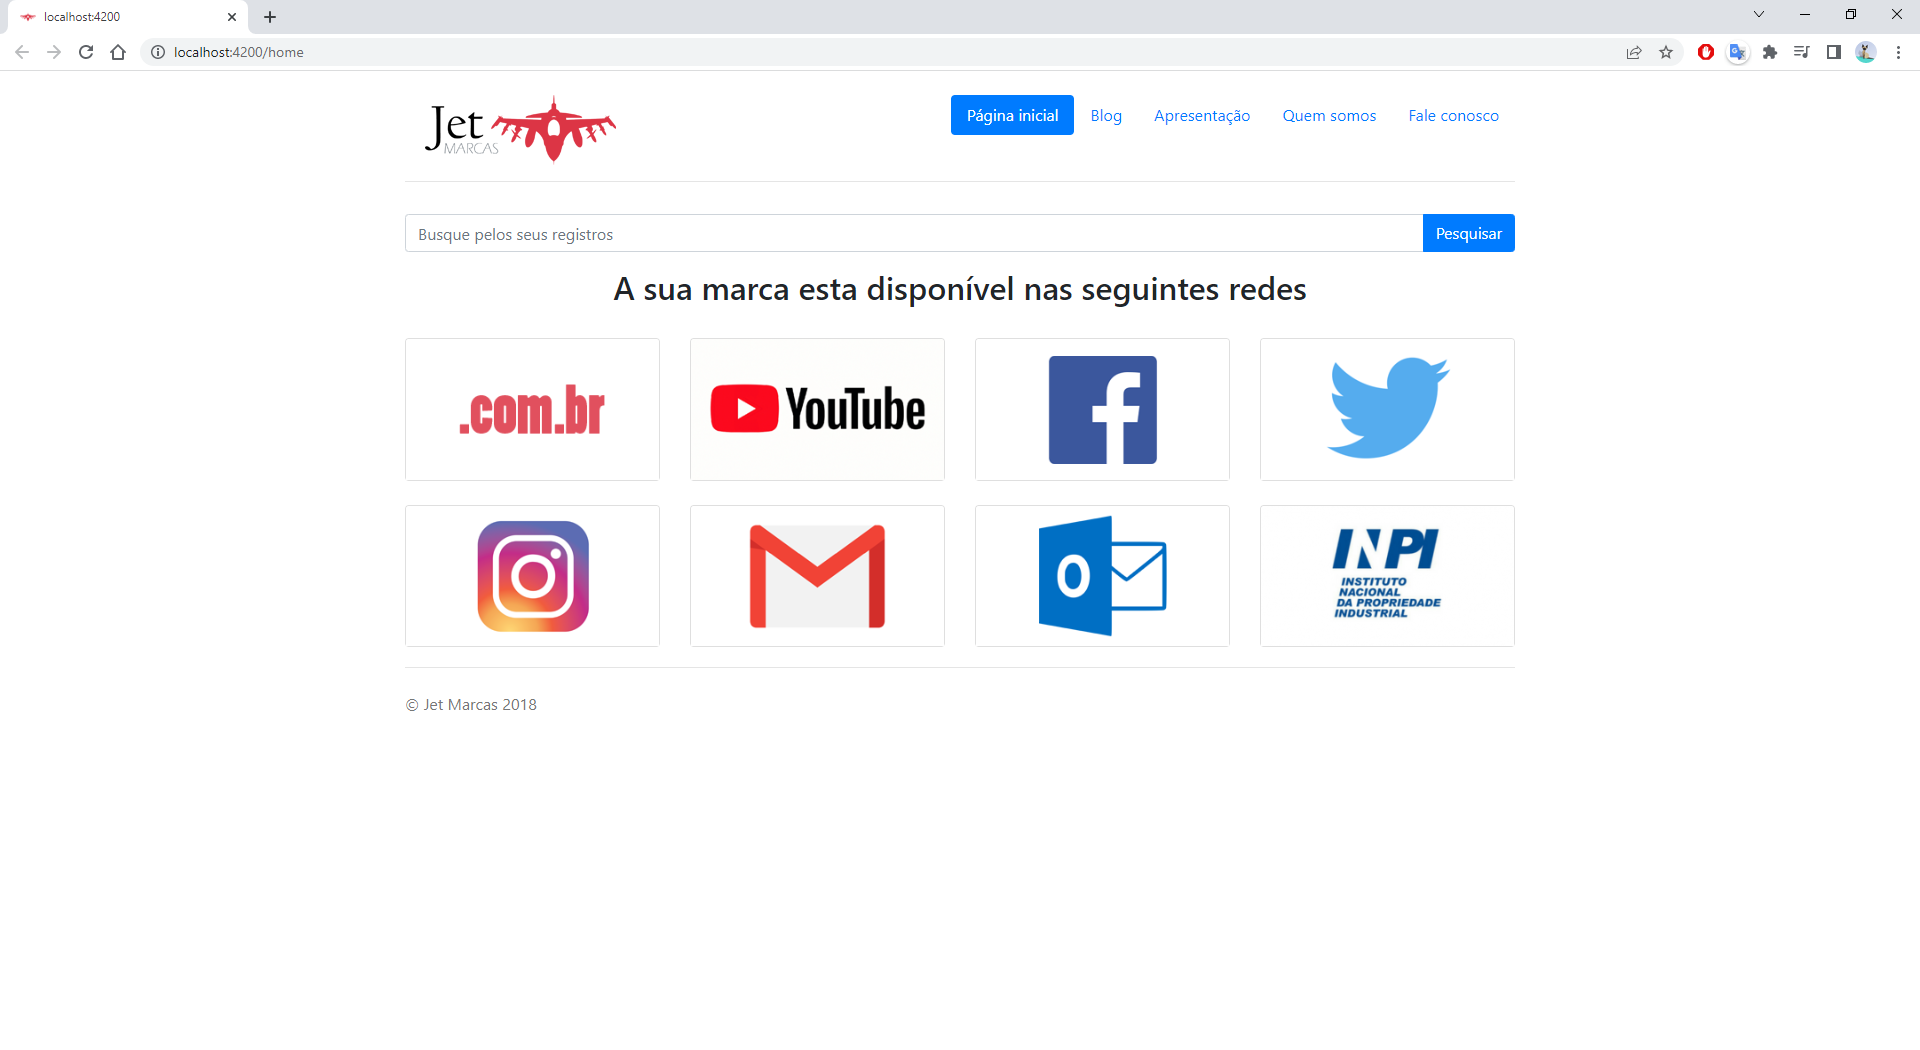 localhost:4200
localhost:4200/home
Jet
MARCAS
Página inicial
Blog
Apresentação
Quem somos
Fale conosco
Busque pelos seus registros
Pesquisar
A sua marca esta disponível nas seguintes redes
.com.br
YouTube
INPI
INSTITUTO
NACIONAL
DA PROPRIEDADE
INDUSTRIAL
© Jet Marcas 2018